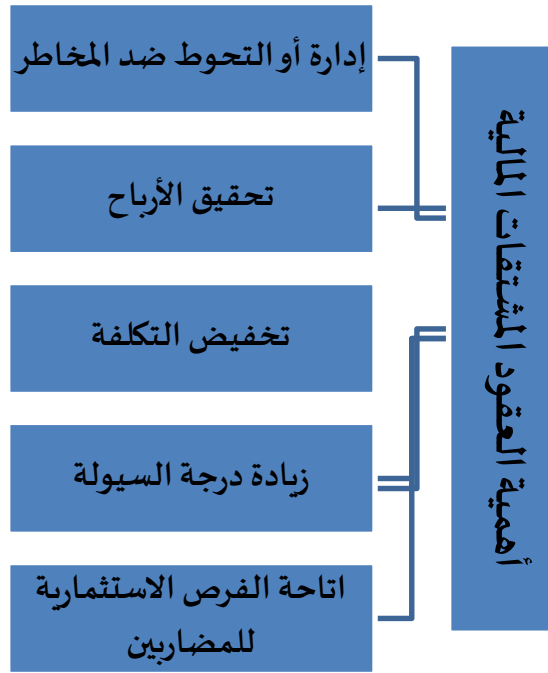 أهمية العقود المشتقات المالية
إدارة أو التحوط ضد المخاطر
تحقيق الأرباح
تخفيض التكلفة
زيادة درجة السيولة
اتاحة الفرص الاستثمارية
للمضاربين